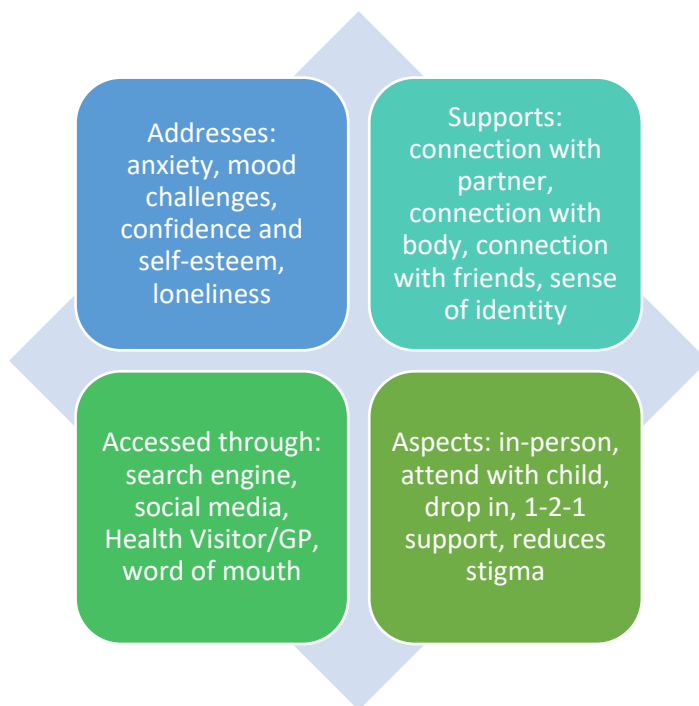 Addresses:
anxiety, mood
challenges,
confidence and
self-esteem,
loneliness
Supports:
connection with
partner,
connection with
body, connection
with friends, sense
of identity
Accessed through:
search engine,
social media,
Health Visitor/GP,
word of mouth
Aspects: in-person,
attend with child,
drop in, 1-2-1
support, reduces
stigma